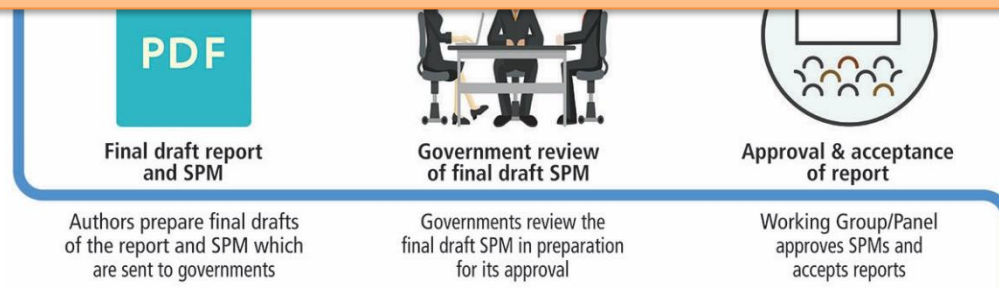 PDF
Final draft report
and SPM
Authors prepare final drafts
of the report and SPM which
are sent to governments
Government review
of final draft SPM
Governments review the
final draft SPM in preparation
for its approval
Approval & acceptance
of report
Working Group/Panel
approves SPMs and
accepts reports